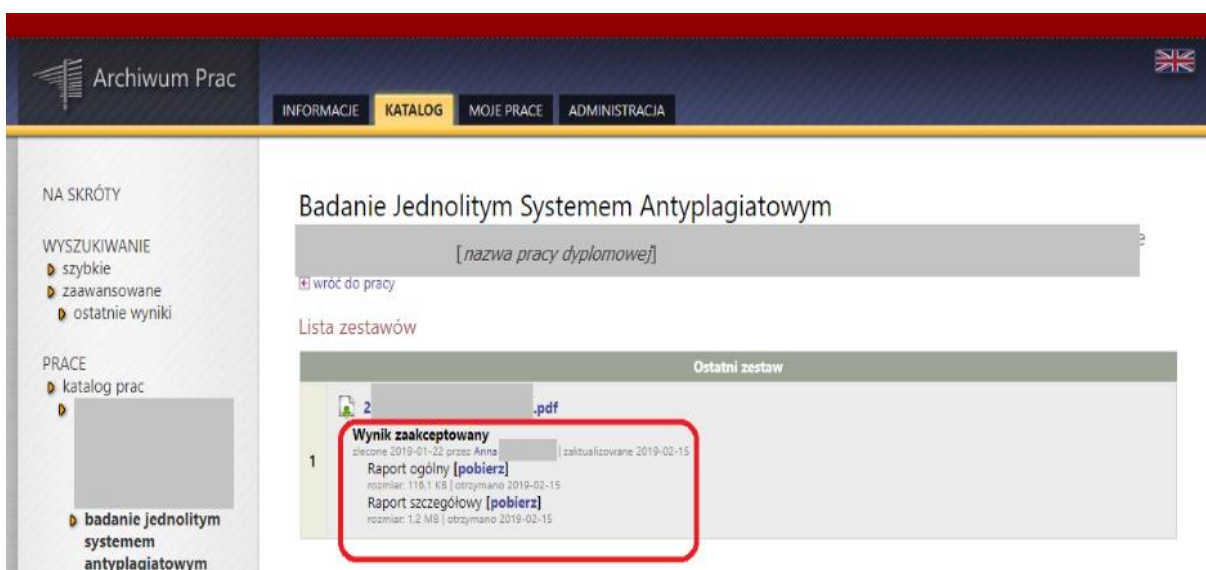 Archiwum Prac
INFORMACJE KATALOG MOJE PRACE ADMINISTRACJA
NA SKRÓTY
WYSZUKIWANIE
szybkie
zaawansowane
ostatnie wyniki
PRACE
katalog prac
badanie jednolitym
systemem
antyplagiatowym
Badanie Jednolitym Systemem Antyplagiatowym
[nazwa pracy dyplomowej]
wróć do pracy
Lista zestawów
Ostatni zestaw
1
2 .pdf
Wynik zaakceptowany
zlecone 2019-01-22 przez Anna | zaktualizowane 2019-02-15
Raport ogólny [pobierz]
rozmiar: 116,1 KB | otrzymano 2019-02-15
Raport szczegółowy [pobierz]
rozmiar: 1,2 MB | otrzymano 2019-02-15